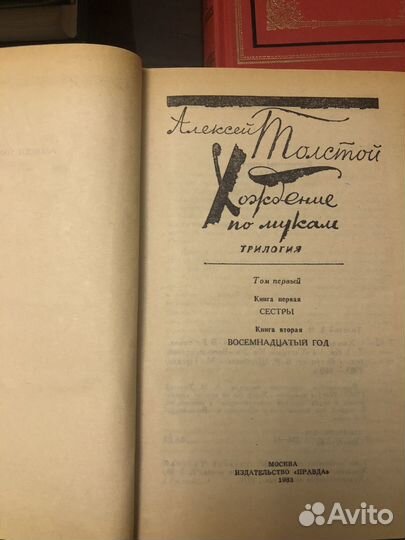 Алексей Толстой
Хождение
по мукам
ТРИЛОГИЯ
Том первый
Книга первая
СЕСТРЫ
Книга вторая
ВОСЕМНАДЦАТЫЙ ГОД
МОСКВА
ИЗДАТЕЛЬСТВО «ПРАВДА»
1983
Avito